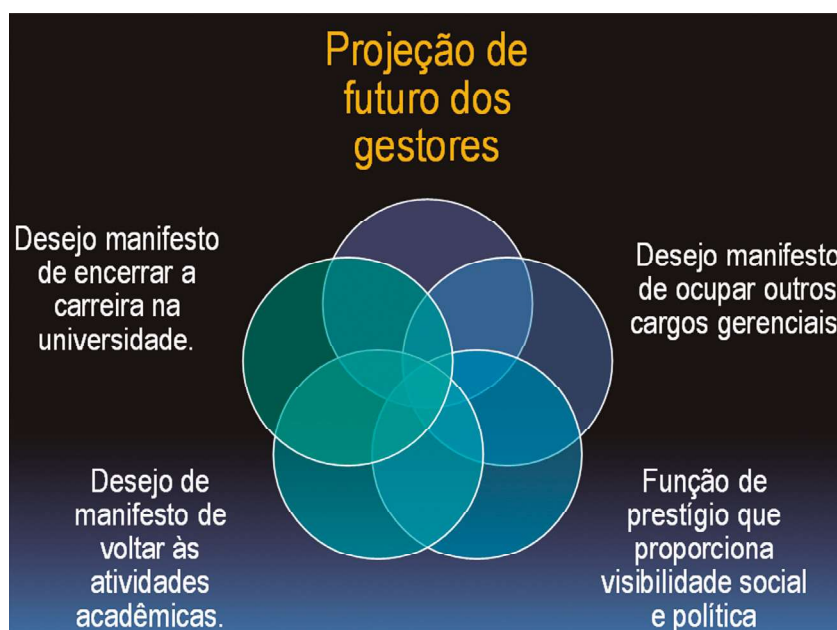 Projeção de
futuro dos
gestores
Desejo manifesto
de encerrar a
carreira na
universidade.
Desejo manifesto
de ocupar outros
cargos gerenciais
Desejo de
manifesto de
voltar às
atividades
acadêmicas.
Função de
prestígio que
proporciona
visibilidade social
e política